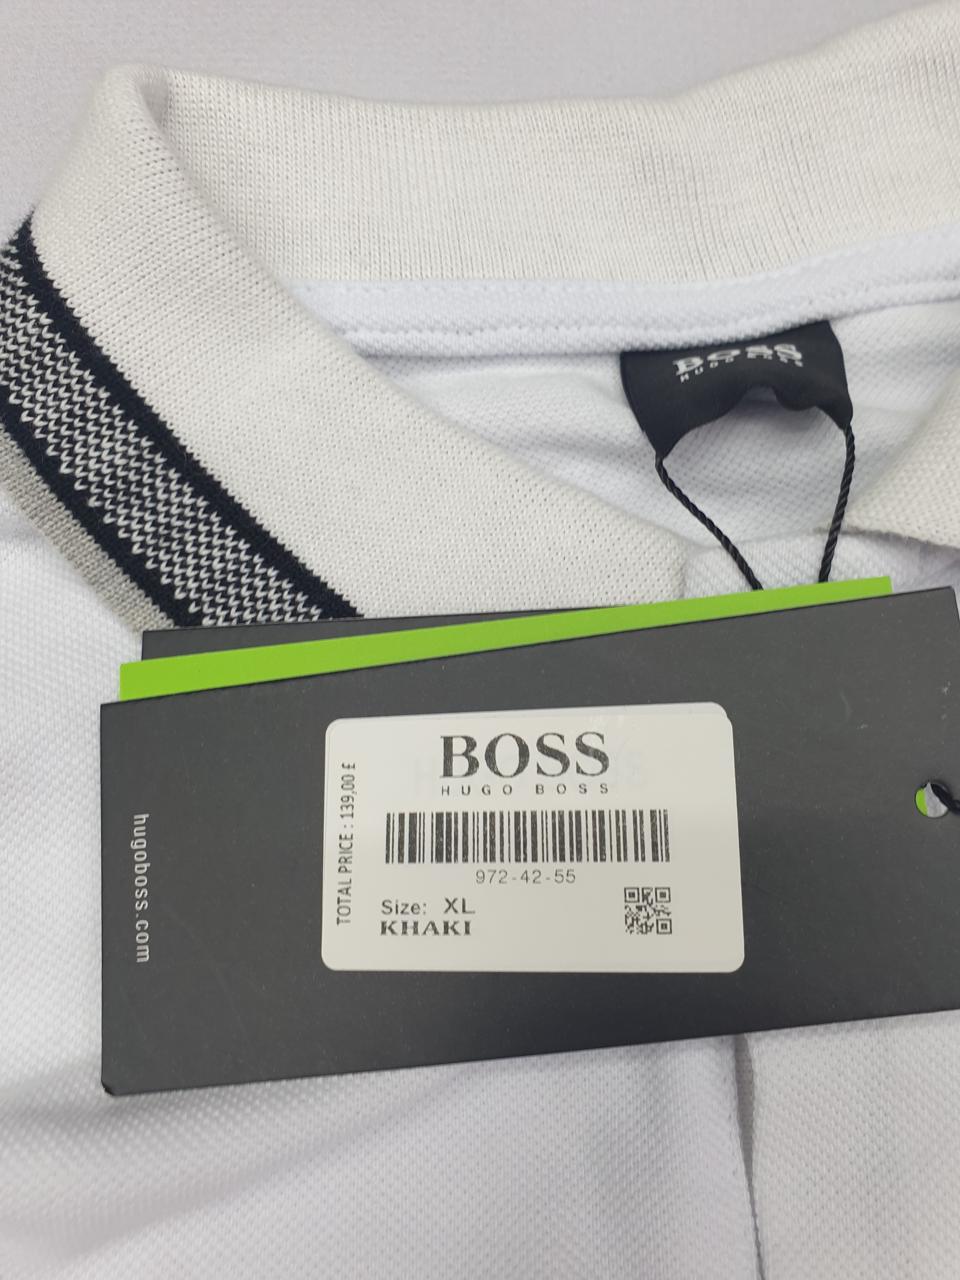 BOSS
HUGO BOSS
BOSS
HUGO BOSS
TOTAL PRICE : 139,00 £
972-42-55
Size: XL
KHAKI
hugoboss.com